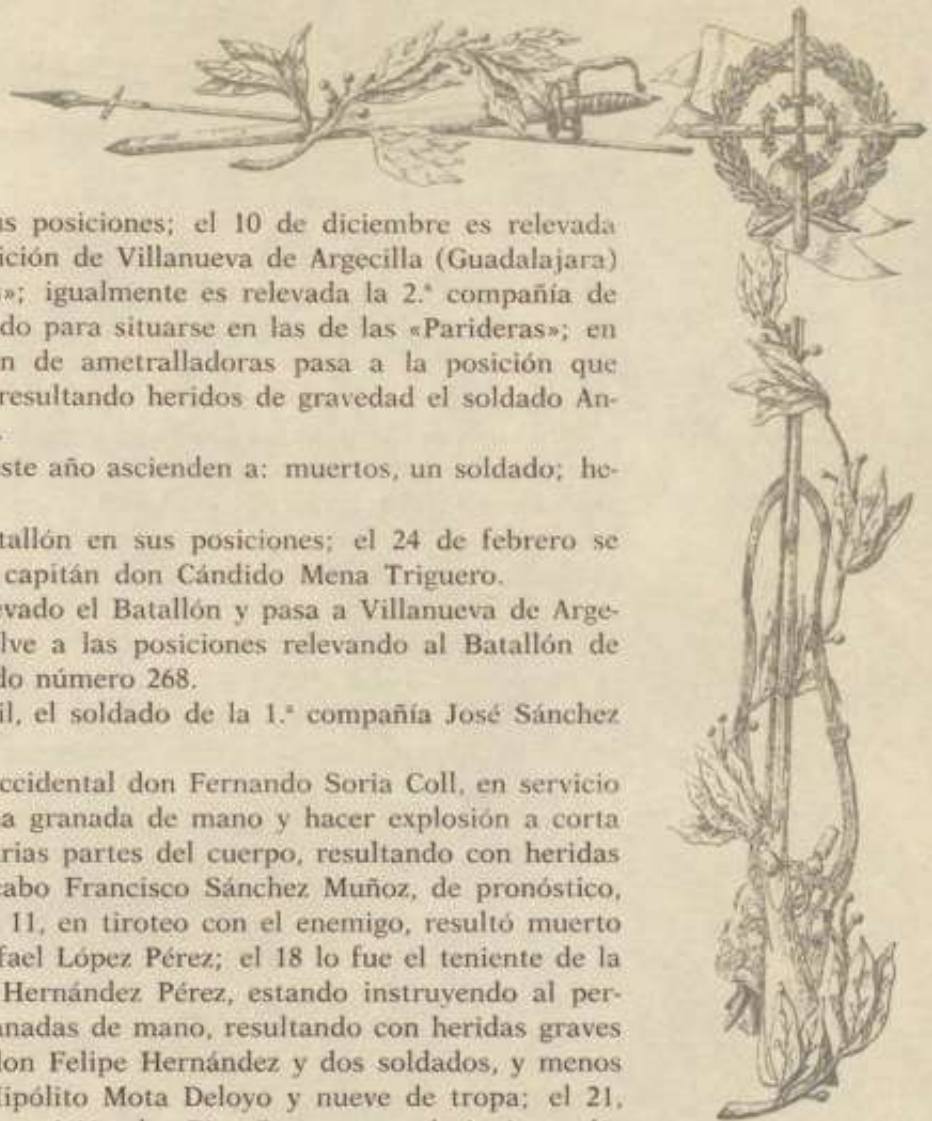 us posiciones; el 10 de diciembre es relevada
ición de Villanueva de Argecilla (Guadalajara)
s»; igualmente es relevada la 2.ª compañía de
do para situarse en las de las «Parideras»; en
n de ametralladoras pasa a la posición que
resultando heridos de gravedad el soldado An-
ste año ascienden a: muertos, un soldado; he-
tallón en sus posiciones; el 24 de febrero se
capitán don Cándido Mena Triguero.
evado el Batallón y pasa a Villanueva de Arge-
elve a las posiciones relevando al Batallón de
do número 268.
il, el soldado de la 1.ª compañía José Sánchez
ccidental don Fernando Soria Coll, en servicio
na granada de mano y hacer explosión a corta
arias partes del cuerpo, resultando con heridas
cabo Francisco Sánchez Muñoz, de pronóstico,
11, en tiroteo con el enemigo, resultó muerto
fael López Pérez; el 18 lo fue el teniente de la
Hernández Pérez, estando instruyendo al per-
anadas de mano, resultando con heridas graves
don Felipe Hernández y dos soldados, y menos
Hipólito Mota Deloyo y nueve de tropa; el 21,